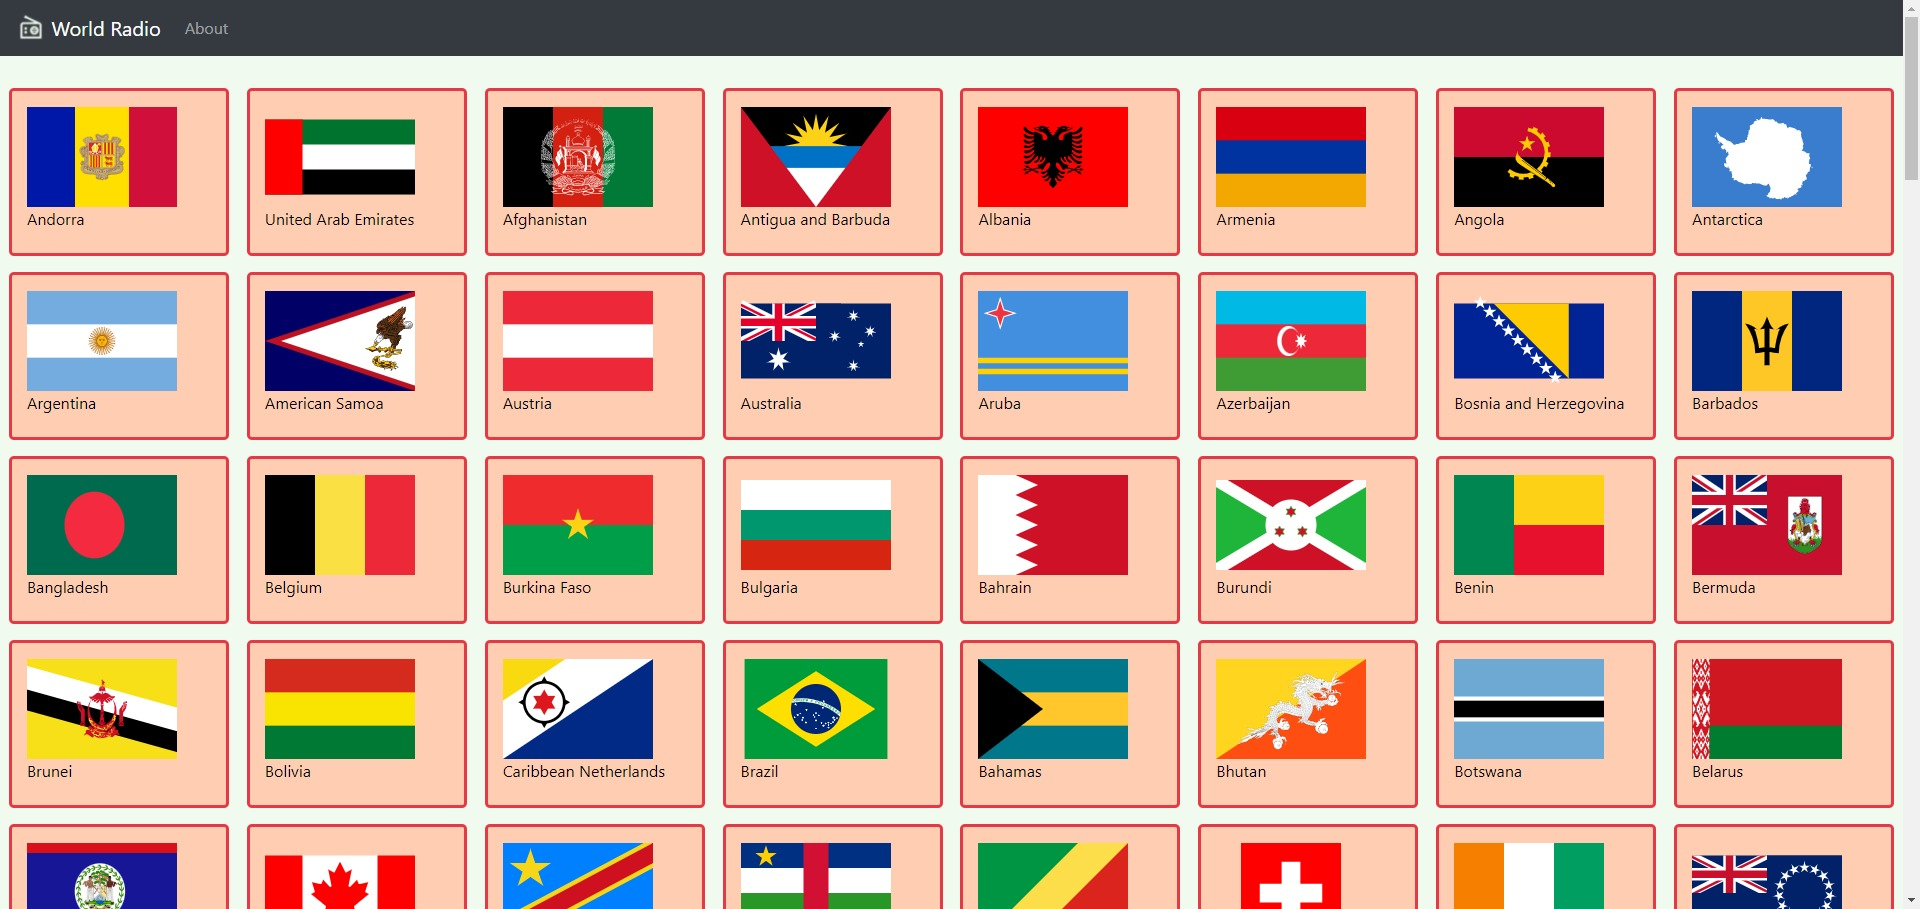 World Radio About
Andorra
United Arab Emirates
Afghanistan
Antigua and Barbuda
Albania
Armenia
Angola
Antarctica
Argentina
American Samoa
Austria
Australia
Aruba
Azerbaijan
Bosnia and Herzegovina
Barbados
Bangladesh
Belgium
Burkina Faso
Bulgaria
Bahrain
Burundi
Benin
Bermuda
Brunei
Bolivia
Caribbean Netherlands
Brazil
Bahamas
Bhutan
Botswana
Belarus